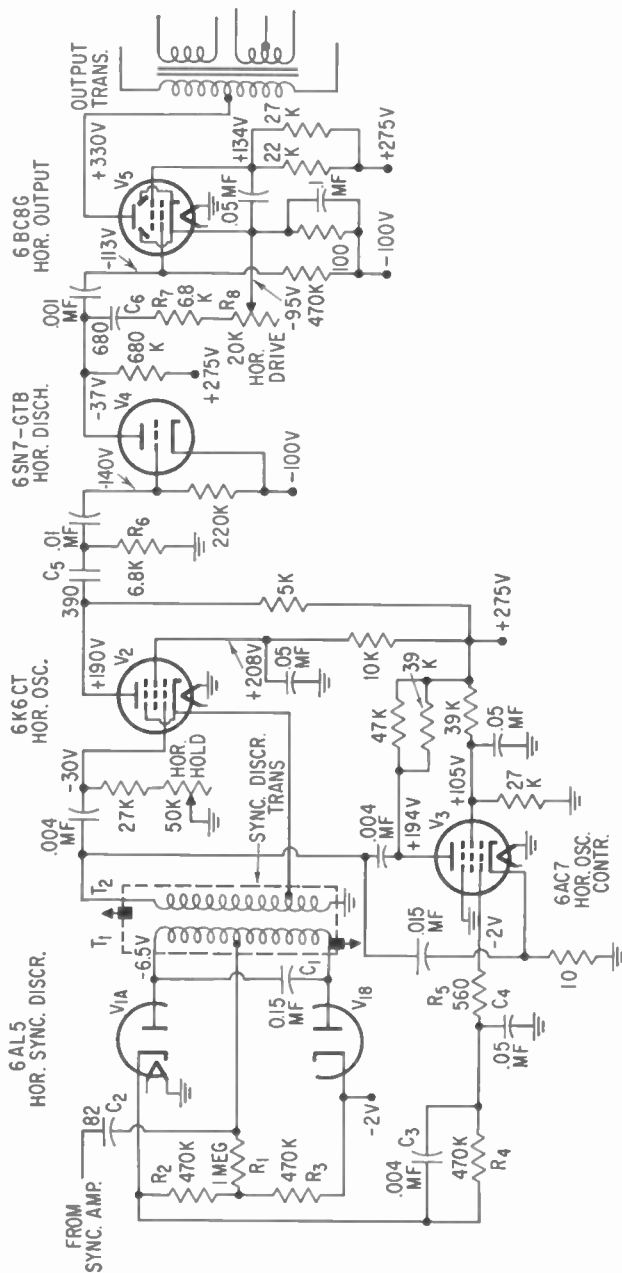 6AL5
HOR. SYNC. DISCR.
FROM
SYNC. AMP.
82
C2
V1A
-6.5V
T1
T2
R2
470K
1 MEG
R1
470K
R3
C1
0.15
MF
V1B
-2V
C3
.004
MF
470K
R4
R5
560
C4
.05
MF
SYNC. DISCR.
TRANS
6K6CT
HOR. OSC.
.004
MF
-30V
27K
50K
HOR.
HOLD
V2
+190V
+208V
.05
MF
10K
5K
+275V
.004
MF
+194V
47K
39
K
39K
+105V
.05
MF
27
K
V3
-2V
.015
MF
10
6AC7
HOR. OSC.
CONTR.
6SN7-GTB
HOR. DISCH.
390
C5
.01
MF
6.8K
R6
-140V
220K
-100V
V4
-37V
680
K
+275V
6BC8G
HOR. OUTPUT
.001
MF
-113V
680
C6
R7
6.8
K
R8
20K
HOR.
DRIVE
-95V
470K
-100V
100
.1
MF
V5
+330V
.05 MF
+134V
22
K
27
K
+275V
OUTPUT
TRANS.